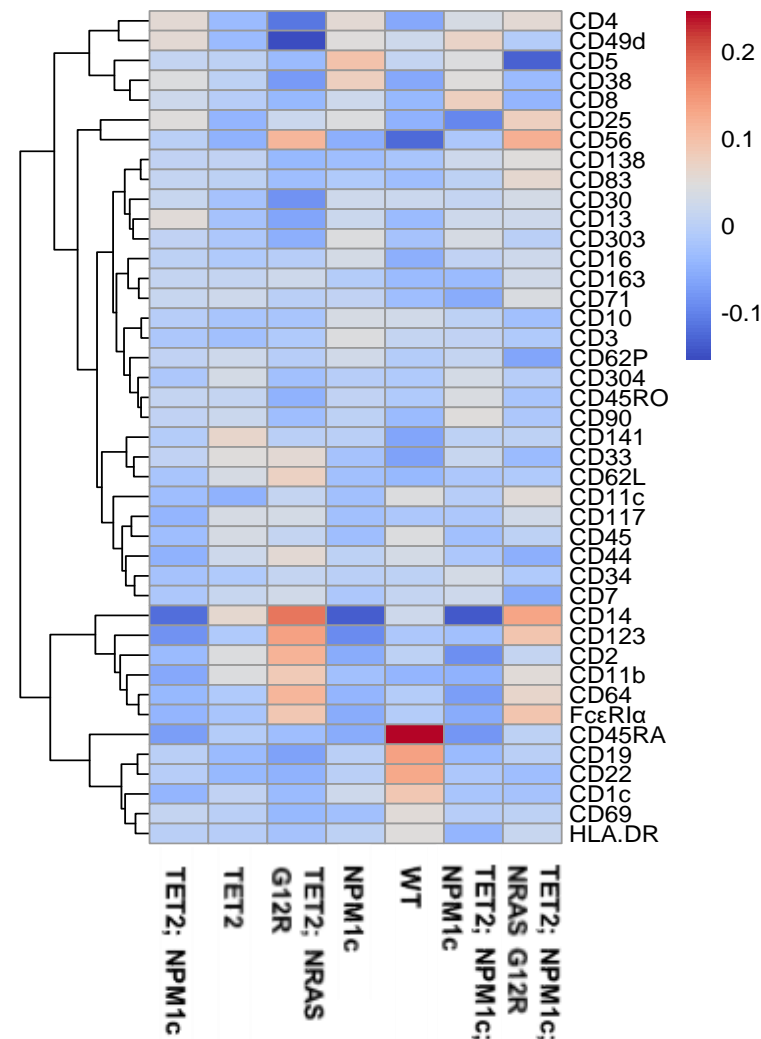 CD4
CD49d
CD5
CD38
CD8
CD25
CD56
CD138
CD83
CD30
CD13
CD303
CD16
CD163
CD71
CD10
CD3
CD62P
CD304
CD45RO
CD90
CD141
CD33
CD62L
CD11c
CD117
CD45
CD44
CD34
CD7
CD14
CD123
CD2
CD11b
CD64
FcεRIα
CD45RA
CD19
CD22
CD1c
CD69
HLA.DR
0.2
0.1
0
-0.1
TET2; NPM1c
TET2
TET2; NRAS
G12R
NPM1c
WT
TET2; NPM1c;
NPM1c
TET2; NPM1c;
NRAS G12R